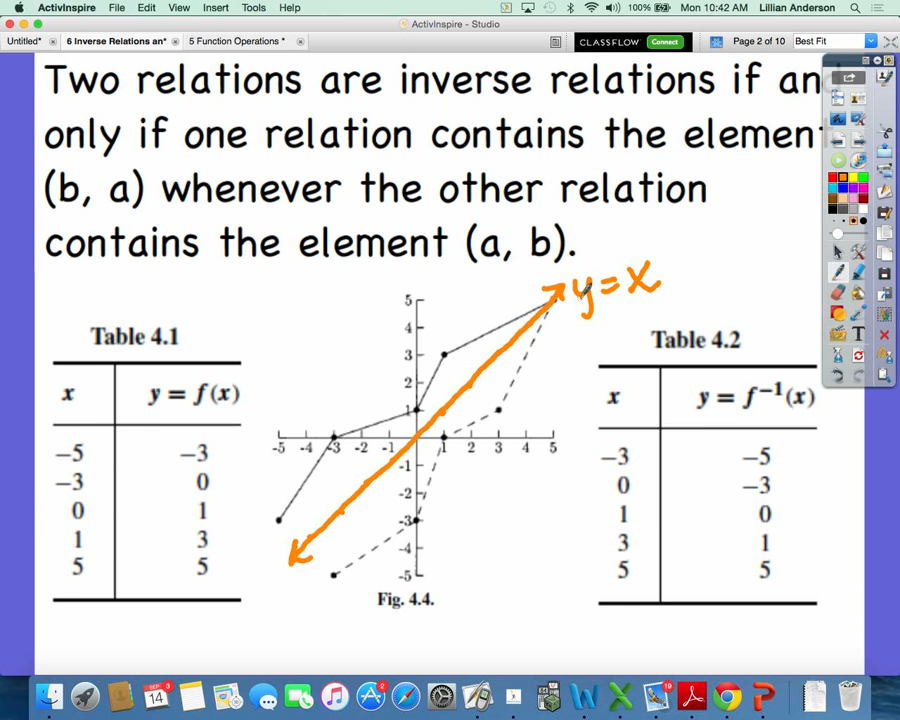 ActivInspire File Edit View Insert Tools Help 100% Mon 10:42 AM Lillian Anderson
ActivInspire - Studio
Untitled* 6 Inverse Relations an* 5 Function Operations * CLASSFLOW Connect Page 2 of 10 Best Fit
Two relations are inverse relations if an
only if one relation contains the element
(b, a) whenever the other relation
contains the element (a, b).
y=x
Table 4.1
x y = f(x)
-5 -3
-3 0
0 1
1 3
5 5
5
4
3
2
1
-5 -4 -3 -2 -1 1 2 3 4 5
-1
-2
-3
-4
-5
Fig. 4.4.
Table 4.2
x y = f⁻¹(x)
-3 -5
0 -3
1 0
3 1
5 5
T
SEP 3
14
2
19
W X P